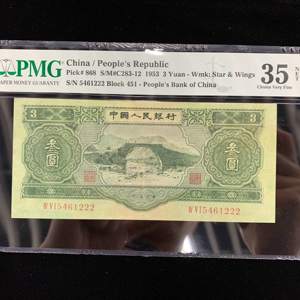 PMG
PAPER MONEY GUARANTY
China / People's Republic
Pick# 868 S/M#C283-12 1953 3 Yuan - Wmk: Star & Wings
S/N 5461222 Block 451 - People's Bank of China
35
Choice Very Fine
中國人民銀行
3
3
叁圓
叁
叁
ⅣⅤⅠ5461222
ⅣⅤⅠ5461222